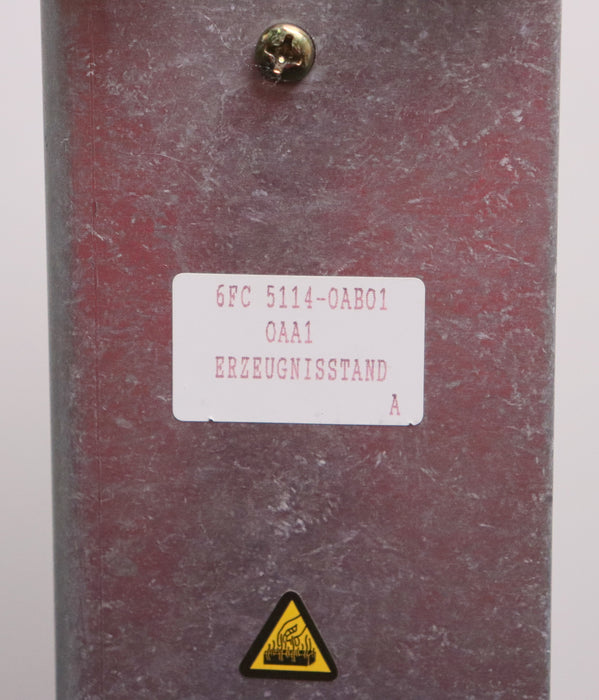 6FC 5114-0AB01
0AA1
ERZEUGNISSTAND
A